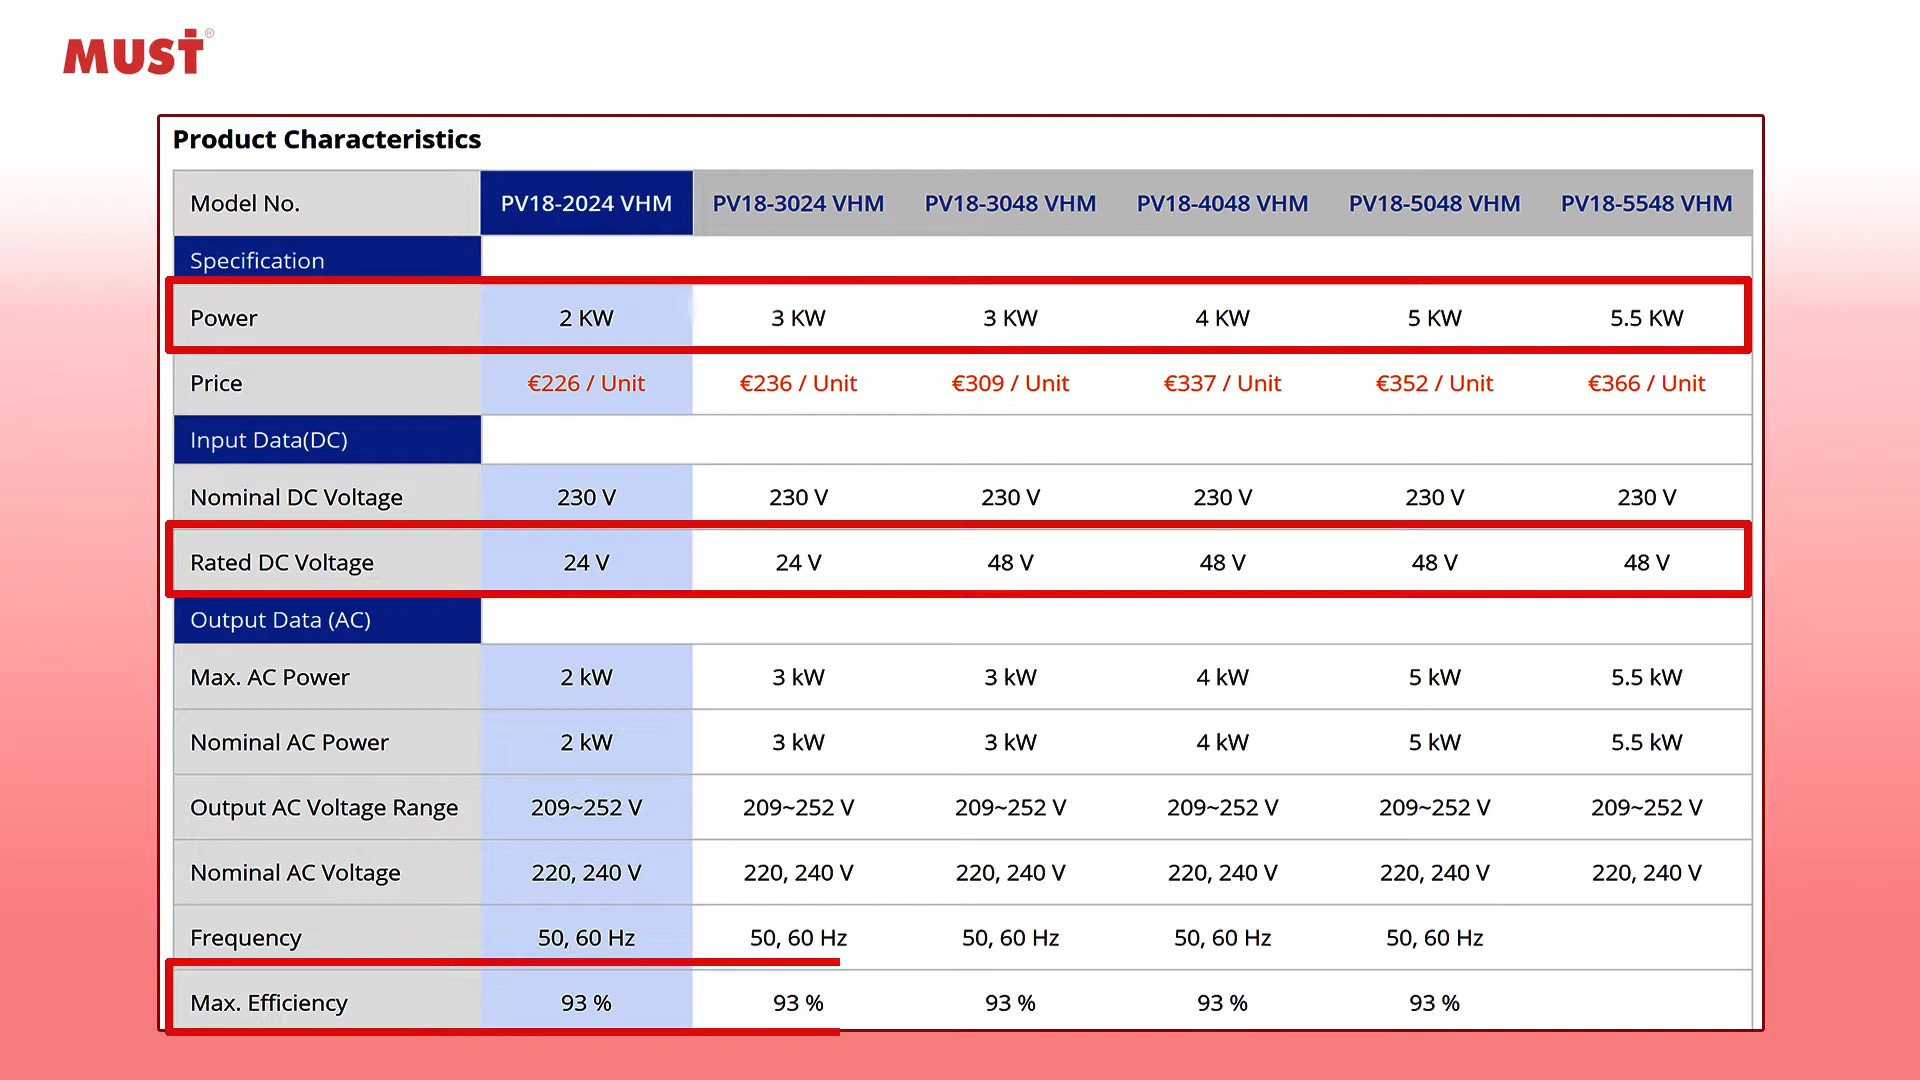 MUST®
Product Characteristics
Model No. PV18-2024 VHM PV18-3024 VHM PV18-3048 VHM PV18-4048 VHM PV18-5048 VHM PV18-5548 VHM
Specification
Power 2 KW 3 KW 3 KW 4 KW 5 KW 5.5 KW
Price €226 / Unit €236 / Unit €309 / Unit €337 / Unit €352 / Unit €366 / Unit
Input Data(DC)
Nominal DC Voltage 230 V 230 V 230 V 230 V 230 V 230 V
Rated DC Voltage 24 V 24 V 48 V 48 V 48 V 48 V
Output Data (AC)
Max. AC Power 2 kW 3 kW 3 kW 4 kW 5 kW 5.5 kW
Nominal AC Power 2 kW 3 kW 3 kW 4 kW 5 kW 5.5 kW
Output AC Voltage Range 209~252 V 209~252 V 209~252 V 209~252 V 209~252 V 209~252 V
Nominal AC Voltage 220, 240 V 220, 240 V 220, 240 V 220, 240 V 220, 240 V 220, 240 V
Frequency 50, 60 Hz 50, 60 Hz 50, 60 Hz 50, 60 Hz 50, 60 Hz
Max. Efficiency 93 % 93 % 93 % 93 % 93 %